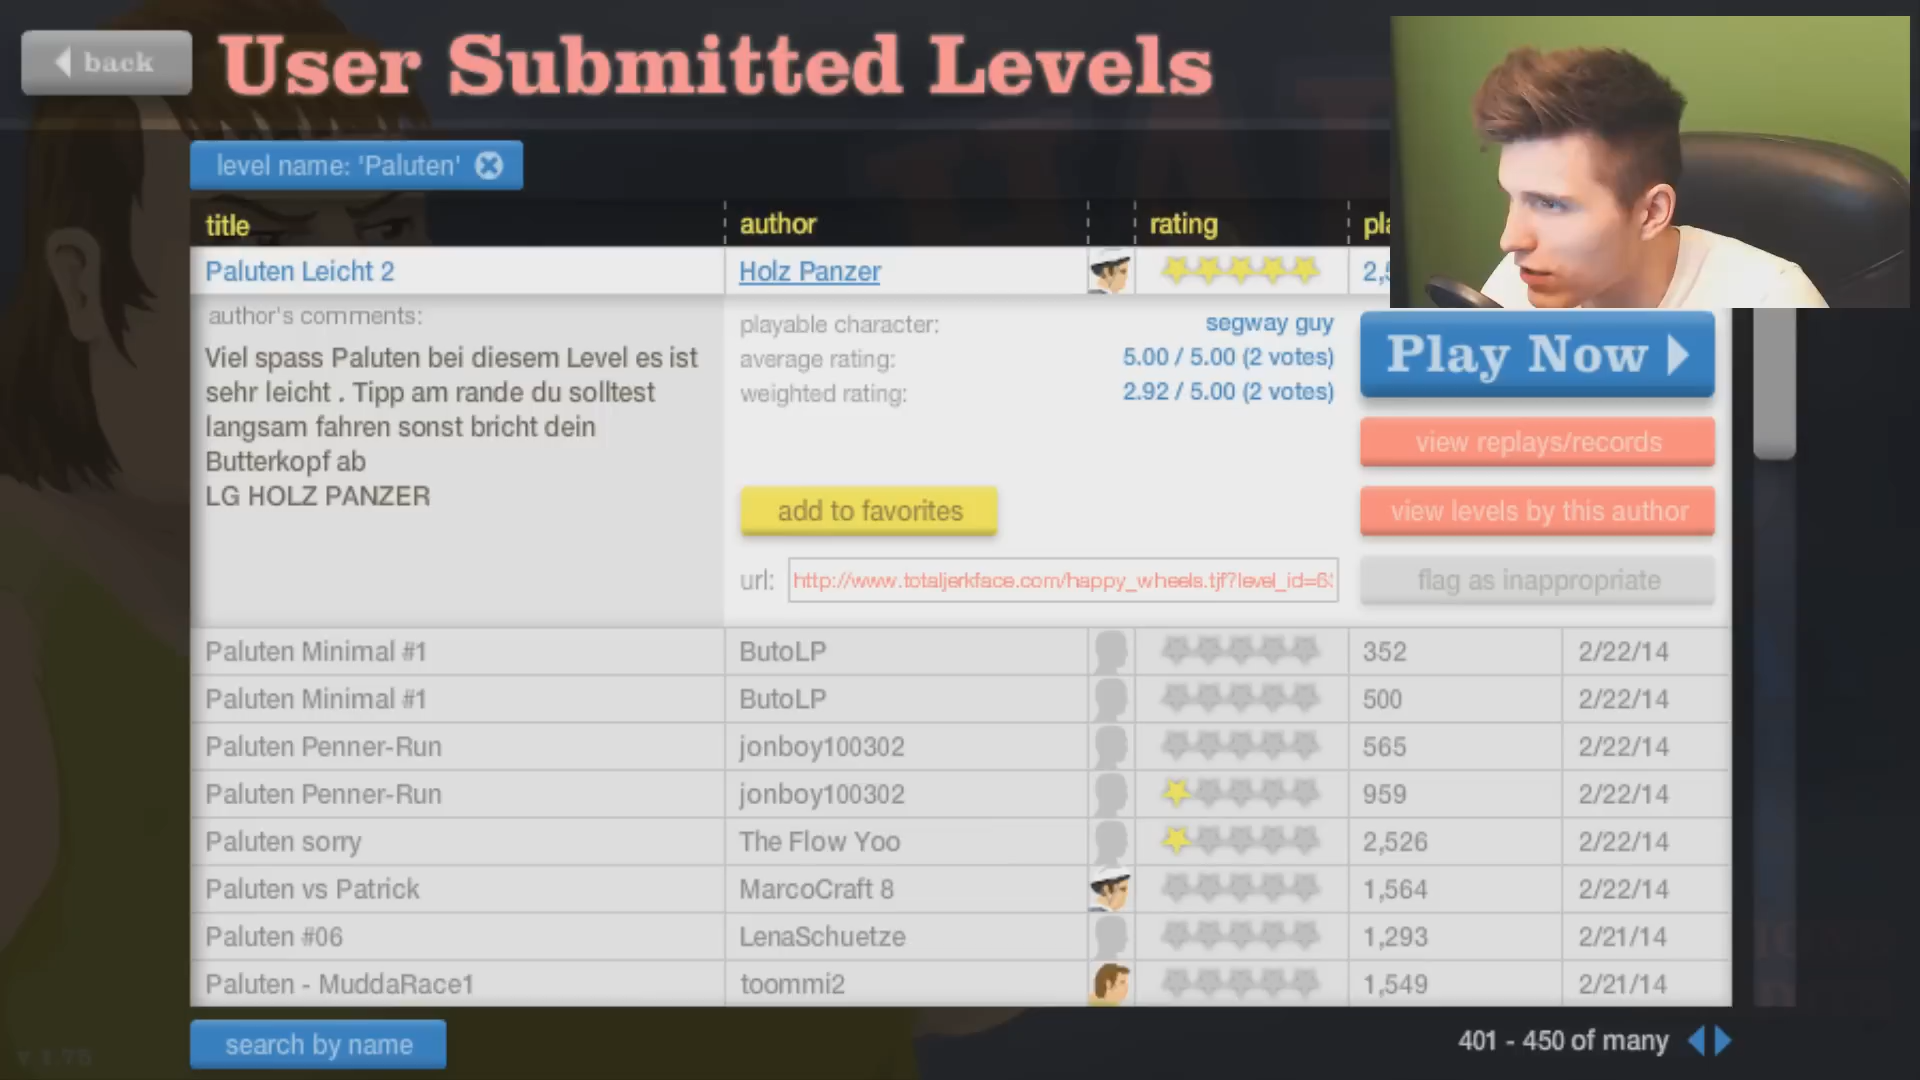 back
User Submitted Levels
level name: 'Paluten'
title author rating
Paluten Leicht 2 Holz Panzer
author's comments:
Viel spass Paluten bei diesem Level es ist
sehr leicht . Tipp am rande du solltest
langsam fahren sonst bricht dein
Butterkopf ab
LG HOLZ PANZER
playable character: segway guy
average rating: 5.00 / 5.00 (2 votes)
weighted rating: 2.92 / 5.00 (2 votes)
add to favorites
url: http://www.totaljerkface.com/happy_wheels.tjf?level_id=6
Play Now
view replays/records
view levels by this author
flag as inappropriate
Paluten Minimal #1 ButoLP 352 2/22/14
Paluten Minimal #1 ButoLP 500 2/22/14
Paluten Penner-Run jonboy100302 565 2/22/14
Paluten Penner-Run jonboy100302 959 2/22/14
Paluten sorry The Flow Yoo 2,526 2/22/14
Paluten vs Patrick MarcoCraft 8 1,564 2/22/14
Paluten #06 LenaSchuetze 1,293 2/21/14
Paluten - MuddaRace1 toommi2 1,549 2/21/14
search by name
401 - 450 of many
v 1.75